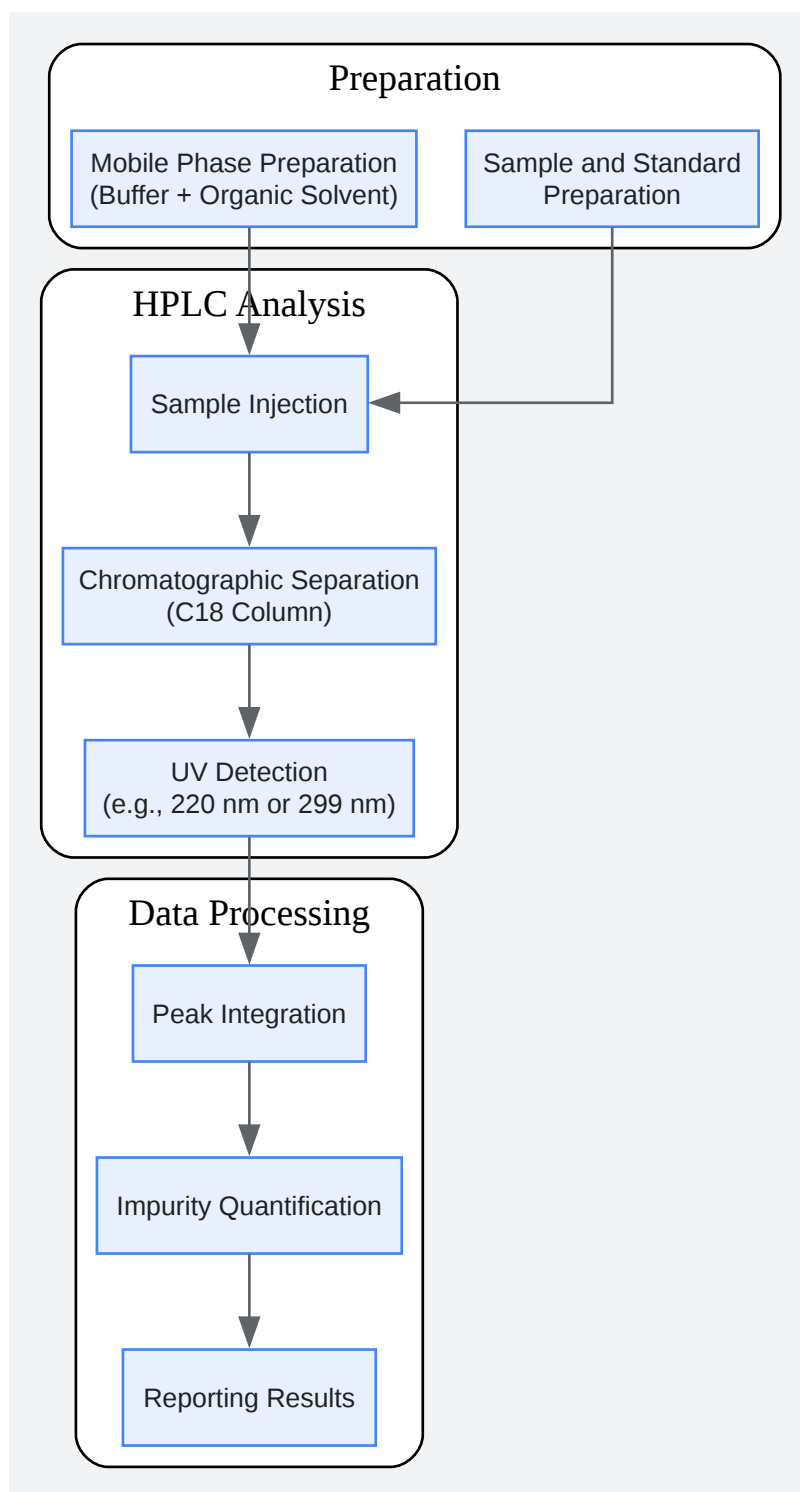 Preparation
Mobile Phase Preparation
(Buffer + Organic Solvent)
Sample and Standard
Preparation
HPLC Analysis
Sample Injection
Chromatographic Separation
(C18 Column)
UV Detection
(e.g., 220 nm or 299 nm)
Data Processing
Peak Integration
Impurity Quantification
Reporting Results